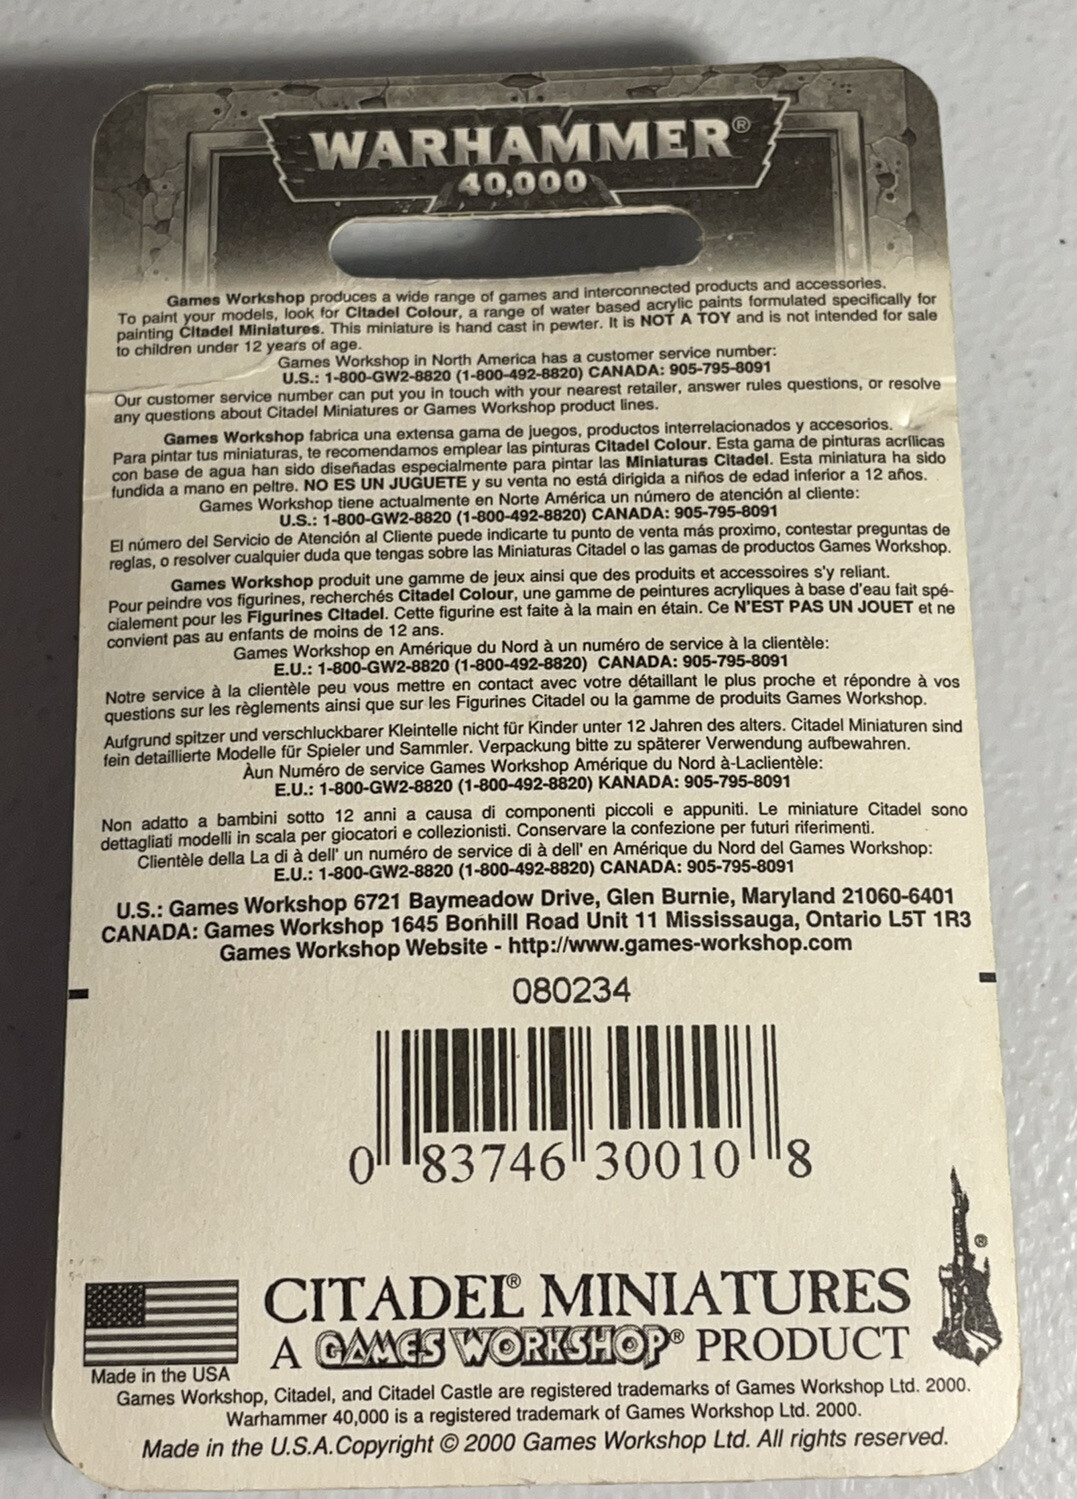 WARHAMMER®
40,000
Games Workshop produces a wide range of games and interconnected products and accessories.
To paint your models, look for Citadel Colour, a range of water based acrylic paints formulated specifically for
painting Citadel Miniatures. This miniature is hand cast in pewter. It is NOT A TOY and is not intended for sale
to children under 12 years of age.
Games Workshop in North America has a customer service number:
U.S.: 1-800-GW2-8820 (1-800-492-8820) CANADA: 905-795-8091
Our customer service number can put you in touch with your nearest retailer, answer rules questions, or resolve
any questions about Citadel Miniatures or Games Workshop product lines.
Games Workshop fabrica una extensa gama de juegos, productos interrelacionados y accesorios.
Para pintar tus miniaturas, te recomendamos emplear las pinturas Citadel Colour. Esta gama de pinturas acrílicas
con base de agua han sido diseñadas especialmente para pintar las Miniaturas Citadel. Esta miniatura ha sido
fundida a mano en peltre. NO ES UN JUGUETE y su venta no está dirigida a niños de edad inferior a 12 años.
Games Workshop tiene actualmente en Norte América un número de atención al cliente:
U.S.: 1-800-GW2-8820 (1-800-492-8820) CANADA: 905-795-8091
El número del Servicio de Atención al Cliente puede indicarte tu punto de venta más proximo, contestar preguntas de
reglas, o resolver cualquier duda que tengas sobre las Miniaturas Citadel o las gamas de productos Games Workshop.
Games Workshop produit une gamme de jeux ainsi que des produits et accessoires s'y reliant.
Pour peindre vos figurines, recherchés Citadel Colour, une gamme de peintures acryliques à base d'eau fait spé-
cialement pour les Figurines Citadel. Cette figurine est faite à la main en étain. Ce N'EST PAS UN JOUET et ne
convient pas au enfants de moins de 12 ans.
Games Workshop en Amérique du Nord à un numéro de service à la clientèle:
E.U.: 1-800-GW2-8820 (1-800-492-8820) CANADA: 905-795-8091
Notre service à la clientèle peu vous mettre en contact avec votre détaillant le plus proche et répondre à vos
questions sur les règlements ainsi que sur les Figurines Citadel ou la gamme de produits Games Workshop.
Aufgrund spitzer und verschluckbarer Kleintelle nicht für Kinder unter 12 Jahren des alters. Citadel Miniaturen sind
fein detaillierte Modelle für Spieler und Sammler. Verpackung bitte zu späterer Verwendung aufbewahren.
Àun Numéro de service Games Workshop Amérique du Nord à-Laclientèle:
E.U.: 1-800-GW2-8820 (1-800-492-8820) KANADA: 905-795-8091
Non adatto a bambini sotto 12 anni a causa di componenti piccoli e appuniti. Le miniature Citadel sono
dettagliati modelli in scala per giocatori e collezionisti. Conservare la confezione per futuri riferimenti.
Clientèle della La di à dell' un numéro de service di à dell' en Amérique du Nord del Games Workshop:
E.U.: 1-800-GW2-8820 (1-800-492-8820) CANADA: 905-795-8091
U.S.: Games Workshop 6721 Baymeadow Drive, Glen Burnie, Maryland 21060-6401
CANADA: Games Workshop 1645 Bonhill Road Unit 11 Mississauga, Ontario L5T 1R3
Games Workshop Website - http://www.games-workshop.com
080234
0 83746 30010 8
CITADEL® MINIATURES
A GAMES WORKSHOP® PRODUCT
®
Made in the USA
Games Workshop, Citadel, and Citadel Castle are registered trademarks of Games Workshop Ltd. 2000.
Warhammer 40,000 is a registered trademark of Games Workshop Ltd. 2000.
Made in the U.S.A.Copyright © 2000 Games Workshop Ltd. All rights reserved.